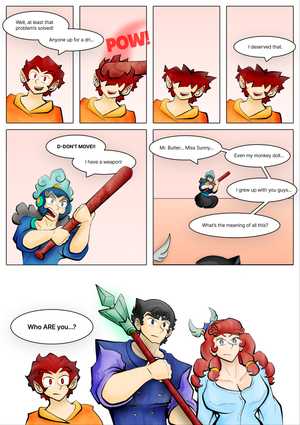 Well, at least that
problem's solved!
Anyone up for a dri...
POW!
I deserved that.
D-DON'T MOVE!!
I have a weapon!
Mr. Butler... Miss Sunny...
Even my monkey doll...
I grew up with you guys...
What's the meaning of all this?
Who ARE you...?